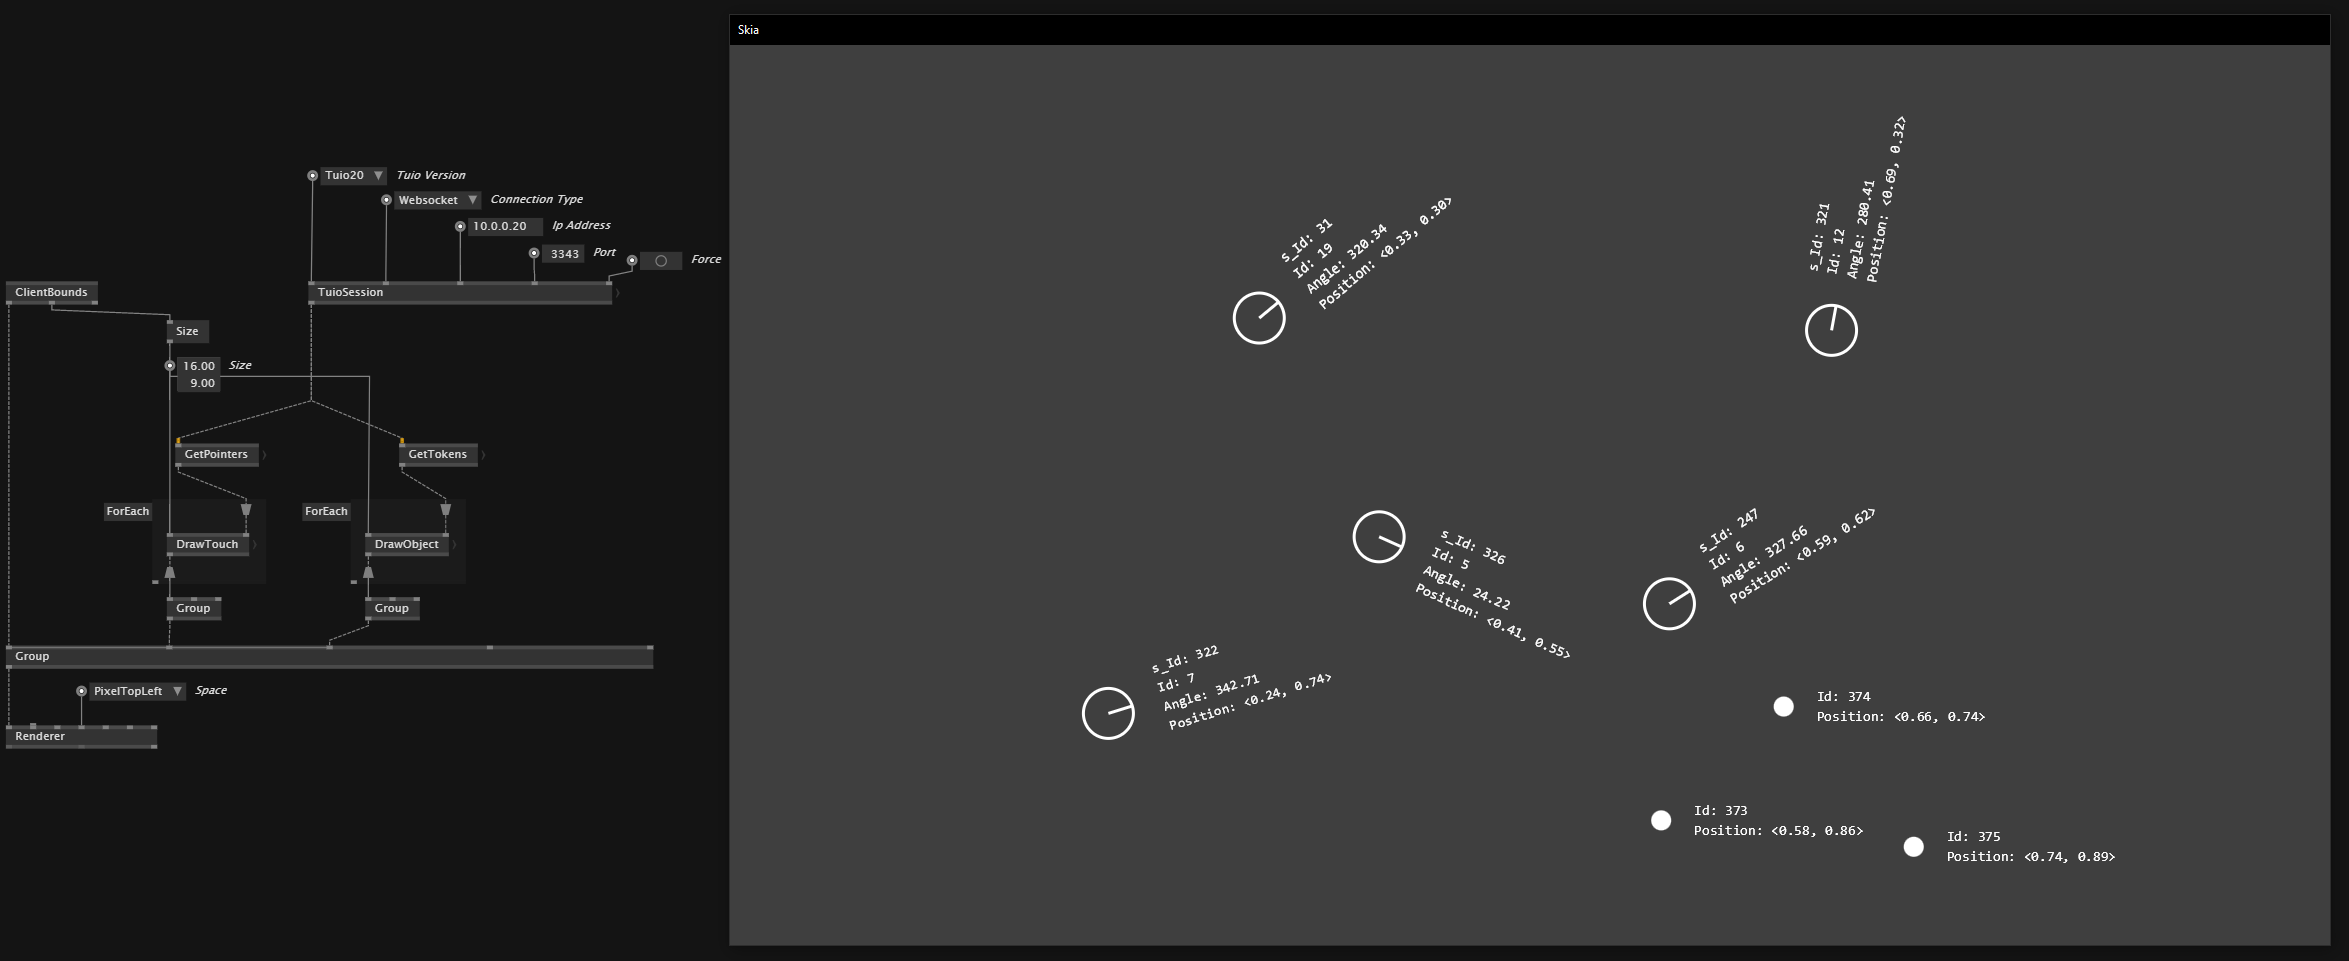 Skia
Tuio20
Tuio Version
Websocket
Connection Type
10.0.0.20
Ip Address
3343
Port
Force
ClientBounds
TuioSession
Size
16.00
9.00
Size
GetPointers
GetTokens
ForEach
ForEach
DrawTouch
DrawObject
Group
Group
Group
PixelTopLeft
Space
Renderer
s_Id: 31
Id: 19
Angle: 320.34
Position: <0.33, 0.30>
s_Id: 321
Id: 12
Angle: 280.41
Position: <0.69, 0.32>
s_Id: 326
Id: 5
Angle: 24.22
Position: <0.41, 0.55>
s_Id: 247
Id: 6
Angle: 327.66
Position: <0.59, 0.62>
s_Id: 322
Id: 7
Angle: 342.71
Position: <0.24, 0.74>
Id: 374
Position: <0.66, 0.74>
Id: 373
Position: <0.58, 0.86>
Id: 375
Position: <0.74, 0.89>